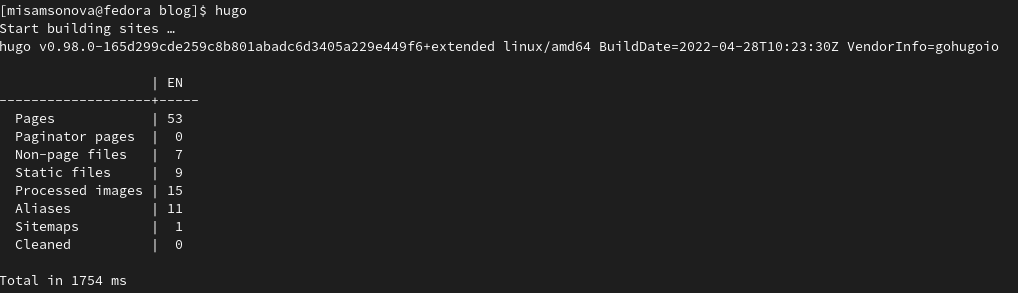 [misamsonova@fedora blog]$ hugo
Start building sites …
hugo v0.98.0-165d299cde259c8b801abadc6d3405a229e449f6+extended linux/amd64 BuildDate=2022-04-28T10:23:30Z VendorInfo=gohugoio
                   | EN
-------------------+-----
  Pages            | 53
  Paginator pages  |  0
  Non-page files   |  7
  Static files     |  9
  Processed images | 15
  Aliases          | 11
  Sitemaps         |  1
  Cleaned          |  0
Total in 1754 ms